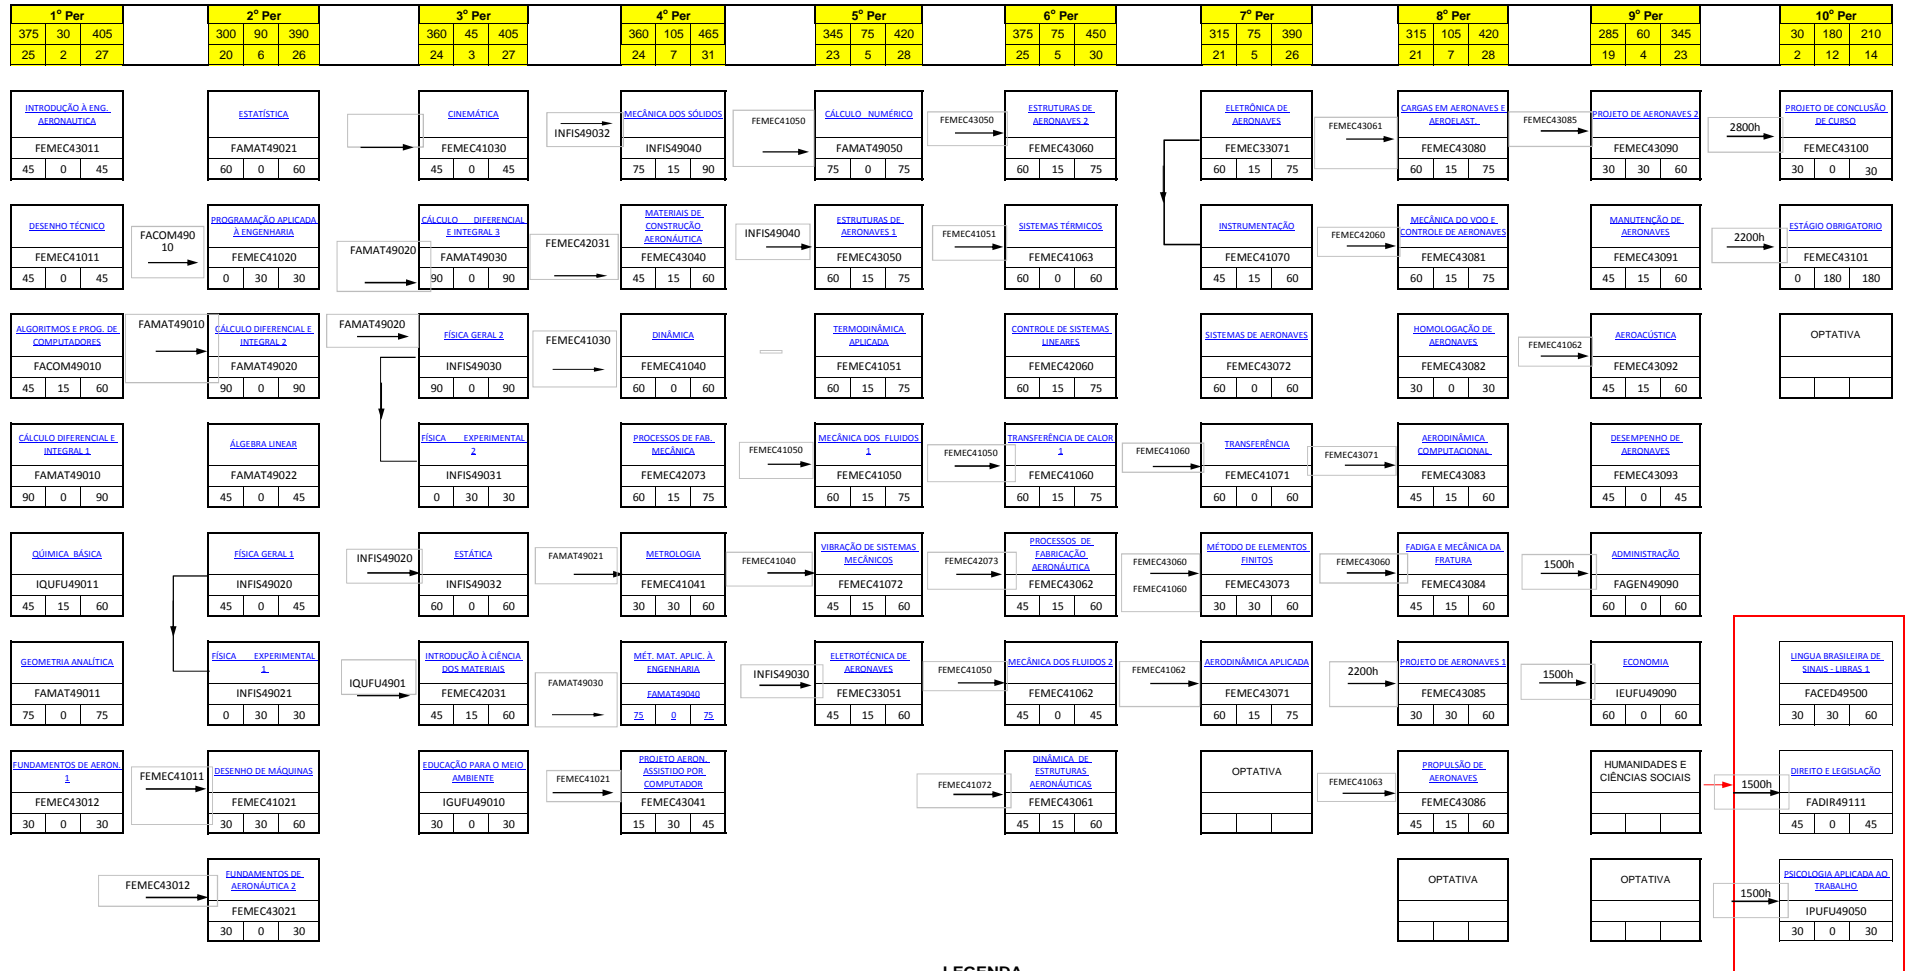 1º Per 2º Per 3º Per 4º Per 5º Per 6º Per 7º Per 8º Per 9º Per 10º Per
375 30 405 300 90 390 360 45 405 360 105 465 345 75 420 375 75 450 315 75 390 315 105 420 285 60 345 30 180 210
25 2 27 20 6 26 24 3 27 24 7 31 23 5 28 25 5 30 21 5 26 21 7 28 19 4 23 2 12 14
INTRODUÇÃO À ENG.
AERONAUTICA
FEMEC43011
45 0 45
ESTATÍSTICA
FAMAT49021
60 0 60
CINEMÁTICA
FEMEC41030
45 0 45
INFIS49032
MECÂNICA DOS SÓLIDOS
INFIS49040
75 15 90
FEMEC41050
CÁLCULO NUMÉRICO
FAMAT49050
75 0 75
FEMEC43050
ESTRUTURAS DE
AERONAVES 2
FEMEC43060
60 15 75
ELETRÔNICA DE
AERONAVES
FEMEC33071
60 15 75
FEMEC43061
CARGAS EM AERONAVES E
AEROELAST.
FEMEC43080
60 15 75
FEMEC43085
PROJETO DE AERONAVES 2
FEMEC43090
30 30 60
2800h
PROJETO DE CONCLUSÃO
DE CURSO
FEMEC43100
30 0 30
DESENHO TÉCNICO
FEMEC41011
45 0 45
FACOM490
10
PROGRAMAÇÃO APLICADA
À ENGENHARIA
FEMEC41020
0 30 30
FAMAT49020
CÁLCULO DIFERENCIAL
E INTEGRAL 3
FAMAT49030
90 0 90
FEMEC42031
MATERIAIS DE
CONSTRUÇÃO
AERONÁUTICA
FEMEC43040
45 15 60
INFIS49040
ESTRUTURAS DE
AERONAVES 1
FEMEC43050
60 15 75
FEMEC41051
SISTEMAS TÉRMICOS
FEMEC41063
60 0 60
INSTRUMENTAÇÃO
FEMEC41070
45 15 60
FEMEC42060
MECÂNICA DO VOO E
CONTROLE DE AERONAVES
FEMEC43081
60 15 75
MANUTENÇÃO DE
AERONAVES
FEMEC43091
45 15 60
2200h
ESTÁGIO OBRIGATORIO
FEMEC43101
0 180 180
ALGORITMOS E PROG. DE
COMPUTADORES
FACOM49010
45 15 60
FAMAT49010
CÁLCULO DIFERENCIAL E
INTEGRAL 2
FAMAT49020
90 0 90
FAMAT49020
FÍSICA GERAL 2
INFIS49030
90 0 90
FEMEC41030
DINÂMICA
FEMEC41040
60 0 60
TERMODINÂMICA
APLICADA
FEMEC41051
60 15 75
CONTROLE DE SISTEMAS
LINEARES
FEMEC42060
60 15 75
SISTEMAS DE AERONAVES
FEMEC43072
60 0 60
HOMOLOGAÇÃO DE
AERONAVES
FEMEC43082
30 0 30
FEMEC41062
AEROACÚSTICA
FEMEC43092
45 15 60
OPTATIVA
CÁLCULO DIFERENCIAL E
INTEGRAL 1
FAMAT49010
90 0 90
ÁLGEBRA LINEAR
FAMAT49022
45 0 45
FÍSICA EXPERIMENTAL
2
INFIS49031
0 30 30
PROCESSOS DE FAB.
MECÂNICA
FEMEC42073
60 15 75
FEMEC41050
MECÂNICA DOS FLUIDOS
1
FEMEC41050
60 15 75
FEMEC41050
TRANSFERÊNCIA DE CALOR
1
FEMEC41060
60 15 75
FEMEC41060
TRANSFERÊNCIA
FEMEC41071
60 0 60
FEMEC43071
AERODINÂMICA
COMPUTACIONAL
FEMEC43083
45 15 60
DESEMPENHO DE
AERONAVES
FEMEC43093
45 0 45
QÚIMICA BÁSICA
IQUFU49011
45 15 60
FÍSICA GERAL 1
INFIS49020
45 0 45
INFIS49020
ESTÁTICA
INFIS49032
60 0 60
FAMAT49021
METROLOGIA
FEMEC41041
30 30 60
FEMEC41040
VIBRAÇÃO DE SISTEMAS
MECÂNICOS
FEMEC41072
45 15 60
FEMEC42073
PROCESSOS DE
FABRICAÇÃO
AERONÁUTICA
FEMEC43062
45 15 60
FEMEC43060
FEMEC41060
MÉTODO DE ELEMENTOS
FINITOS
FEMEC43073
30 30 60
FEMEC43060
FADIGA E MECÂNICA DA
FRATURA
FEMEC43084
45 15 60
1500h
ADMINISTRAÇÃO
FAGEN49090
60 0 60
GEOMETRIA ANALÍTICA
FAMAT49011
75 0 75
FÍSICA EXPERIMENTAL
1
INFIS49021
0 30 30
IQUFU4901
INTRODUÇÃO À CIÊNCIA
DOS MATERIAIS
FEMEC42031
45 15 60
FAMAT49030
MÉT. MAT. APLIC. À
ENGENHARIA
FAMAT49040
75 0 75
INFIS49030
ELETROTÉCNICA DE
AERONAVES
FEMEC33051
45 15 60
FEMEC41050
MECÂNICA DOS FLUIDOS 2
FEMEC41062
45 0 45
FEMEC41062
AERODINÂMICA APLICADA
FEMEC43071
60 15 75
2200h
PROJETO DE AERONAVES 1
FEMEC43085
30 30 60
1500h
ECONOMIA
IEUFU49090
60 0 60
LINGUA BRASILEIRA DE
SINAIS - LIBRAS 1
FACED49500
30 30 60
FUNDAMENTOS DE AERON.
1
FEMEC43012
30 0 30
FEMEC41011
DESENHO DE MÁQUINAS
FEMEC41021
30 30 60
EDUCAÇÃO PARA O MEIO
AMBIENTE
IGUFU49010
30 0 30
FEMEC41021
PROJETO AERON.
ASSISTIDO POR
COMPUTADOR
FEMEC43041
15 30 45
FEMEC41072
DINÂMICA DE
ESTRUTURAS
AERONÁUTICAS
FEMEC43061
45 15 60
OPTATIVA
FEMEC41063
PROPULSÃO DE
AERONAVES
FEMEC43086
45 15 60
HUMANIDADES E
CIÊNCIAS SOCIAIS
1500h
DIREITO E LEGISLAÇÃO
FADIR49111
45 0 45
FEMEC43012
FUNDAMENTOS DE
AERONÁUTICA 2
FEMEC43021
30 0 30
OPTATIVA
OPTATIVA
1500h
PSICOLOGIA APLICADA AO
TRABALHO
IPUFU49050
30 0 30
LEGENDA